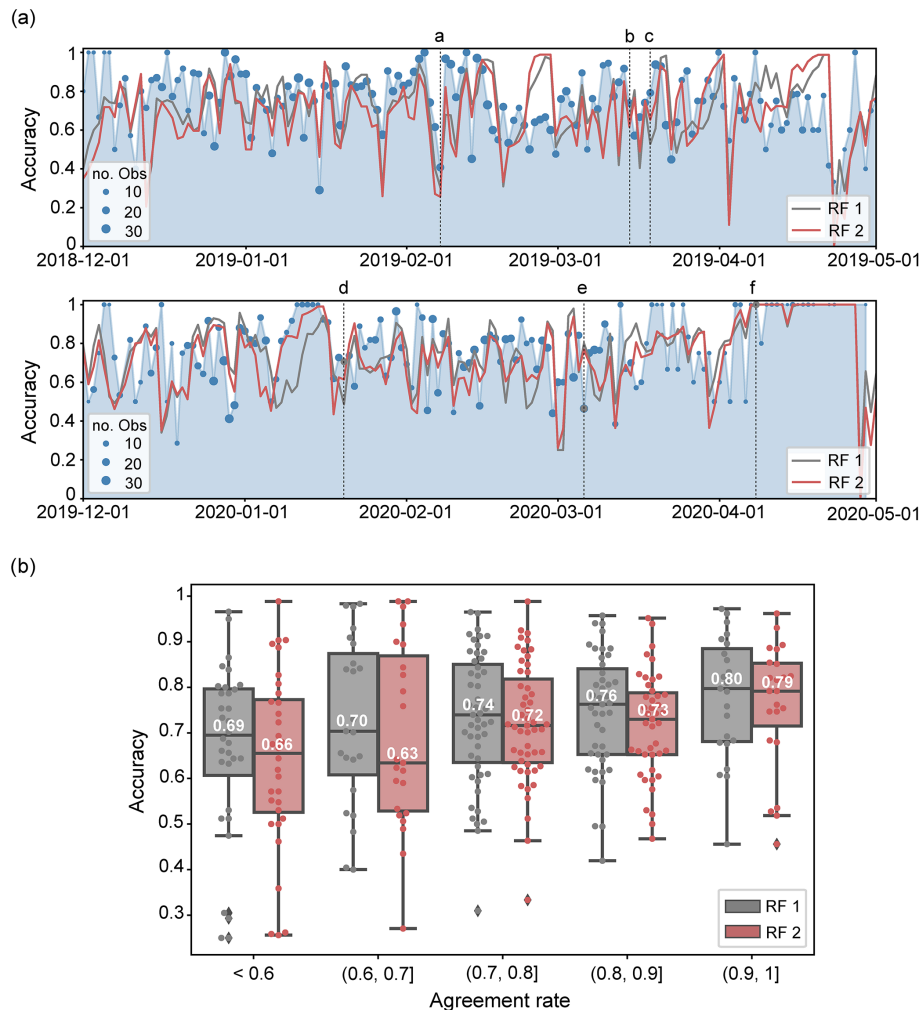 (a)
a b c
Accuracy
1
0.8
0.6
0.4
0.2
0
no. Obs
10
20
30
RF 1
RF 2
2018-12-01 2019-01-01 2019-02-01 2019-03-01 2019-04-01 2019-05-01
d e f
Accuracy
1
0.8
0.6
0.4
0.2
0
no. Obs
10
20
30
RF 1
RF 2
2019-12-01 2020-01-01 2020-02-01 2020-03-01 2020-04-01 2020-05-01
(b)
Accuracy
1
0.9
0.8
0.7
0.6
0.5
0.4
0.3
0.69 0.66 0.70 0.63 0.74 0.72 0.76 0.73 0.80 0.79
RF 1
RF 2
< 0.6 (0.6, 0.7] (0.7, 0.8] (0.8, 0.9] (0.9, 1]
Agreement rate